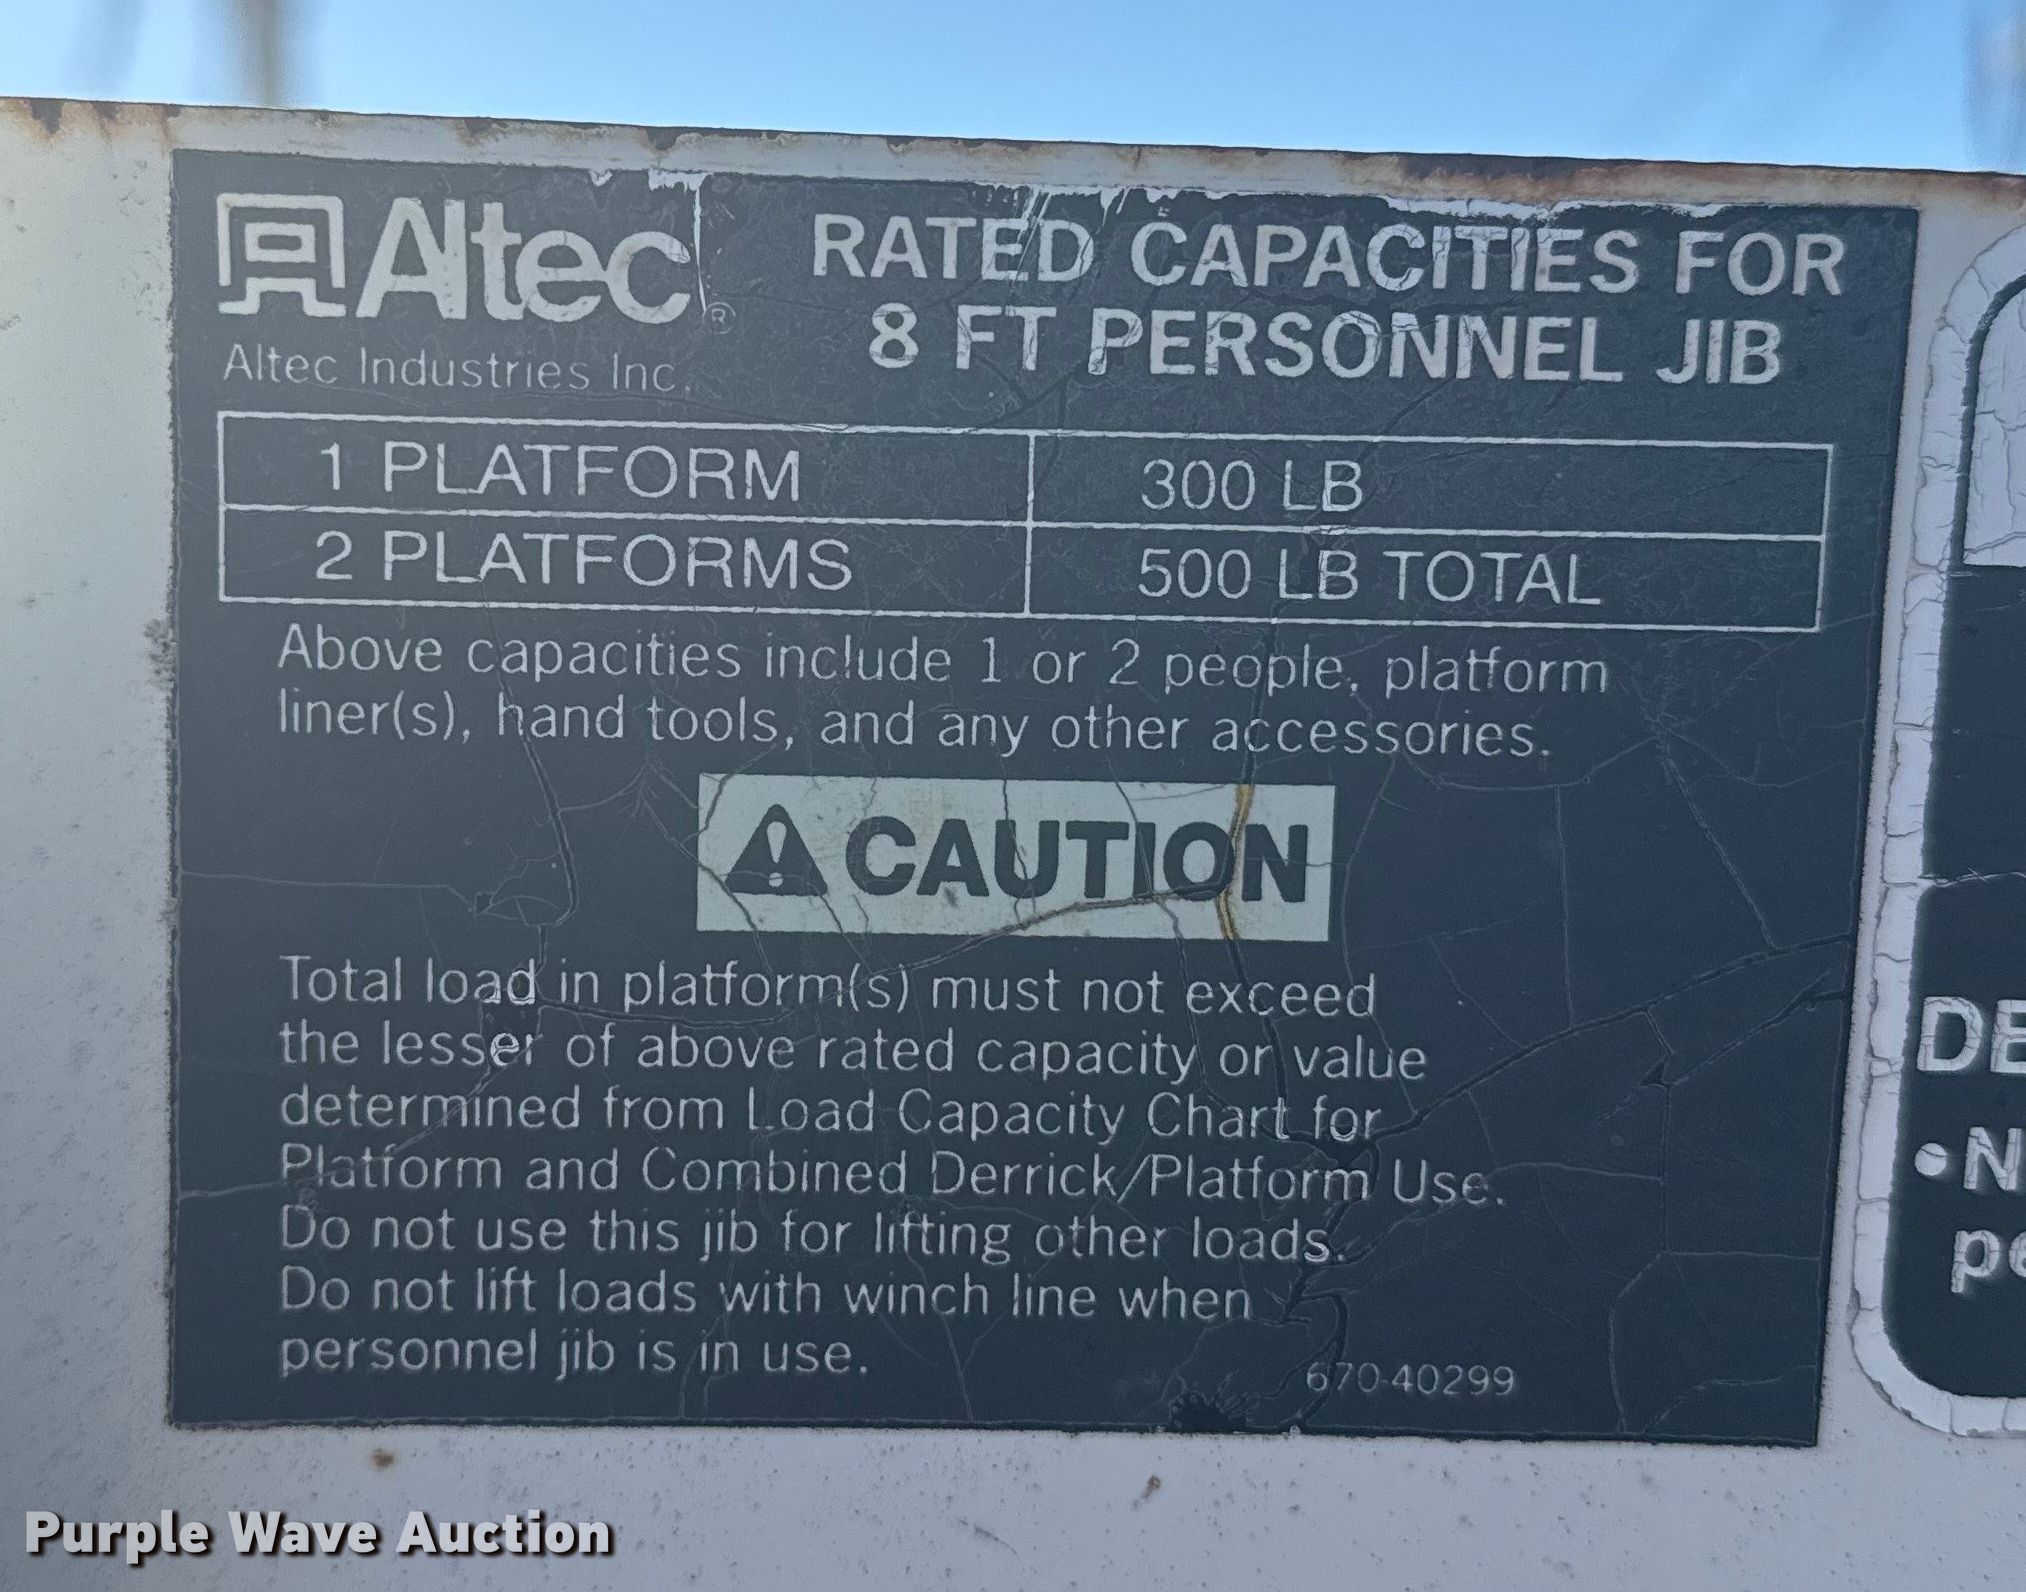 Altec ®
RATED CAPACITIES FOR
8 FT PERSONNEL JIB
Altec Industries Inc.
1 PLATFORM 300 LB
2 PLATFORMS 500 LB TOTAL
Above capacities include 1 or 2 people, platform
liner(s), hand tools, and any other accessories.
CAUTION
Total load in platform(s) must not exceed
the lesser of above rated capacity or value
determined from Load Capacity Chart for
Platform and Combined Derrick/Platform Use.
Do not use this jib for lifting other loads.
Do not lift loads with winch line when
personnel jib is in use.
670-40299
DE
• N
pe
Purple Wave Auction